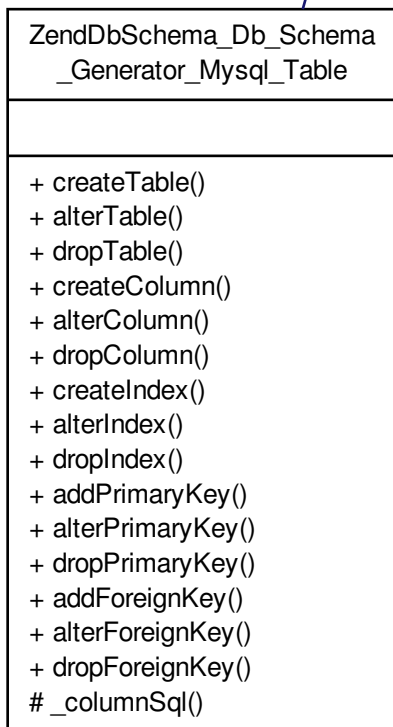 ZendDbSchema_Db_Schema
_Generator_Mysql_Table
+ createTable()
+ alterTable()
+ dropTable()
+ createColumn()
+ alterColumn()
+ dropColumn()
+ createIndex()
+ alterIndex()
+ dropIndex()
+ addPrimaryKey()
+ alterPrimaryKey()
+ dropPrimaryKey()
+ addForeignKey()
+ alterForeignKey()
+ dropForeignKey()
# _columnSql()